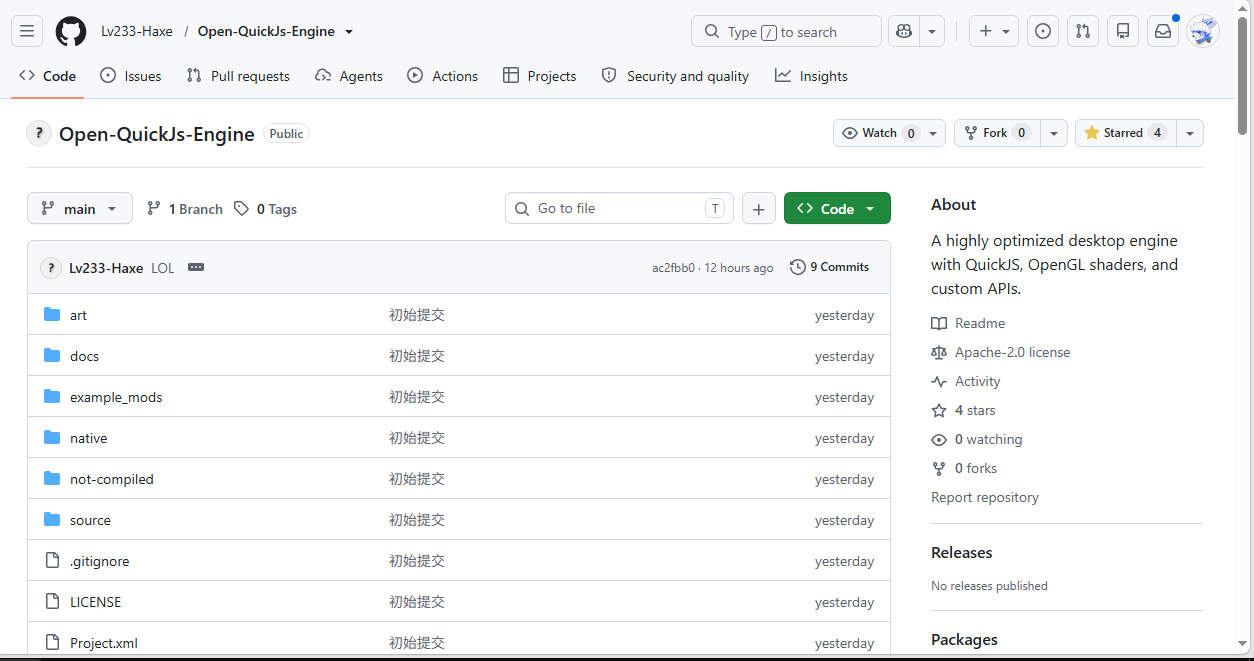 Lv233-Haxe / Open-QuickJs-Engine
Type / to search
Code
Issues
Pull requests
Agents
Actions
Projects
Security and quality
Insights
? Open-QuickJs-Engine Public
Watch 0
Fork 0
Starred 4
main
1 Branch
0 Tags
Go to file T
Code
? Lv233-Haxe LOL
ac2fbb0 · 12 hours ago
9 Commits
art 初始提交 yesterday
docs 初始提交 yesterday
example_mods 初始提交 yesterday
native 初始提交 yesterday
not-compiled 初始提交 yesterday
source 初始提交 yesterday
.gitignore 初始提交 yesterday
LICENSE 初始提交 yesterday
Project.xml 初始提交 yesterday
About
A highly optimized desktop engine
with QuickJS, OpenGL shaders, and
custom APIs.
Readme
Apache-2.0 license
Activity
4 stars
0 watching
0 forks
Report repository
Releases
No releases published
Packages